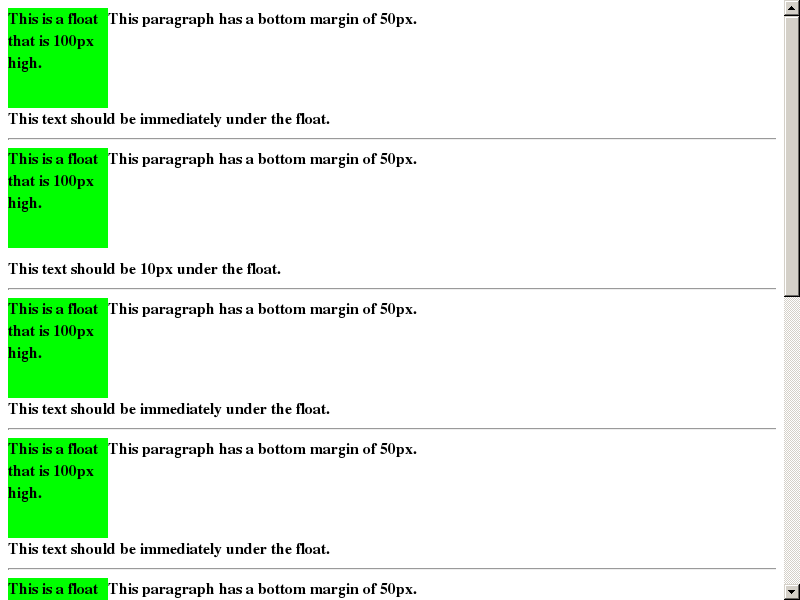 This is a float
that is 100px
high.
This paragraph has a bottom margin of 50px.
This text should be immediately under the float.
This is a float
that is 100px
high.
This paragraph has a bottom margin of 50px.
This text should be 10px under the float.
This is a float
that is 100px
high.
This paragraph has a bottom margin of 50px.
This text should be immediately under the float.
This is a float
that is 100px
high.
This paragraph has a bottom margin of 50px.
This text should be immediately under the float.
This is a float
This paragraph has a bottom margin of 50px.